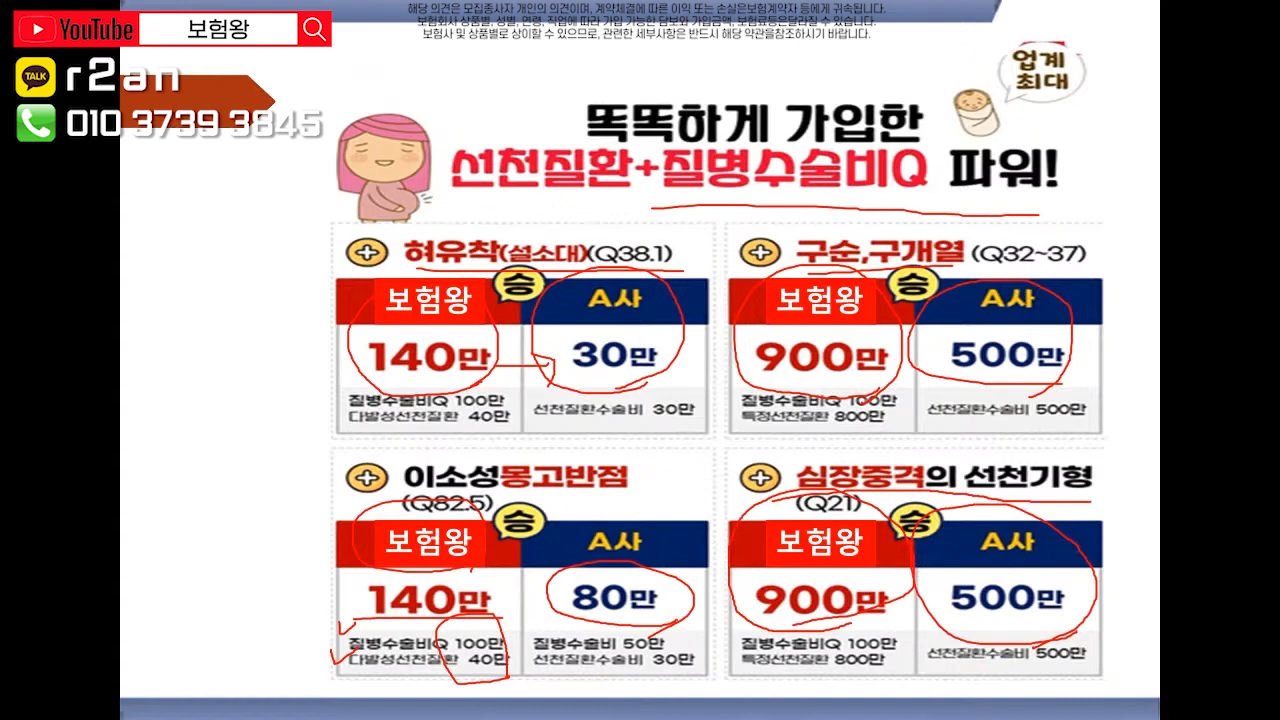 해당 의견은 모집종사자 개인의 의견이며, 계약체결에 따른 이익 또는 손실은보험계약자 등에게 귀속됩니다.
보험회사 상품별, 성별, 연령, 직업에 따라 가입 가능한 담보와 가입금액, 보험료등은달라질 수 있습니다.
보험사 및 상품별로 상이할 수 있으므로, 관련한 세부사항은 반드시 해당 약관을참조하시기 바랍니다.
YouTube 보험왕
TALK r2an
010 3739 3845
업계
최대
똑똑하게 가입한
선천질환+질병수술비Q 파워!
혀유착(설소대)(Q38.1)
보험왕 승 A사
140만 30만
질병수술비Q 100만
다발성선천질환 40만
선천질환수술비 30만
구순,구개열 (Q32~37)
보험왕 승 A사
900만 500만
질병수술비Q 100만
특정선천질환 800만
선천질환수술비 500만
이소성몽고반점
(Q82.5)
보험왕 승 A사
140만 80만
질병수술비Q 100만
다발성선천질환 40만
질병수술비 50만
선천질환수술비 30만
심장중격의 선천기형
(Q21)
보험왕 승 A사
900만 500만
질병수술비Q 100만
특정선천질환 800만
선천질환수술비 500만